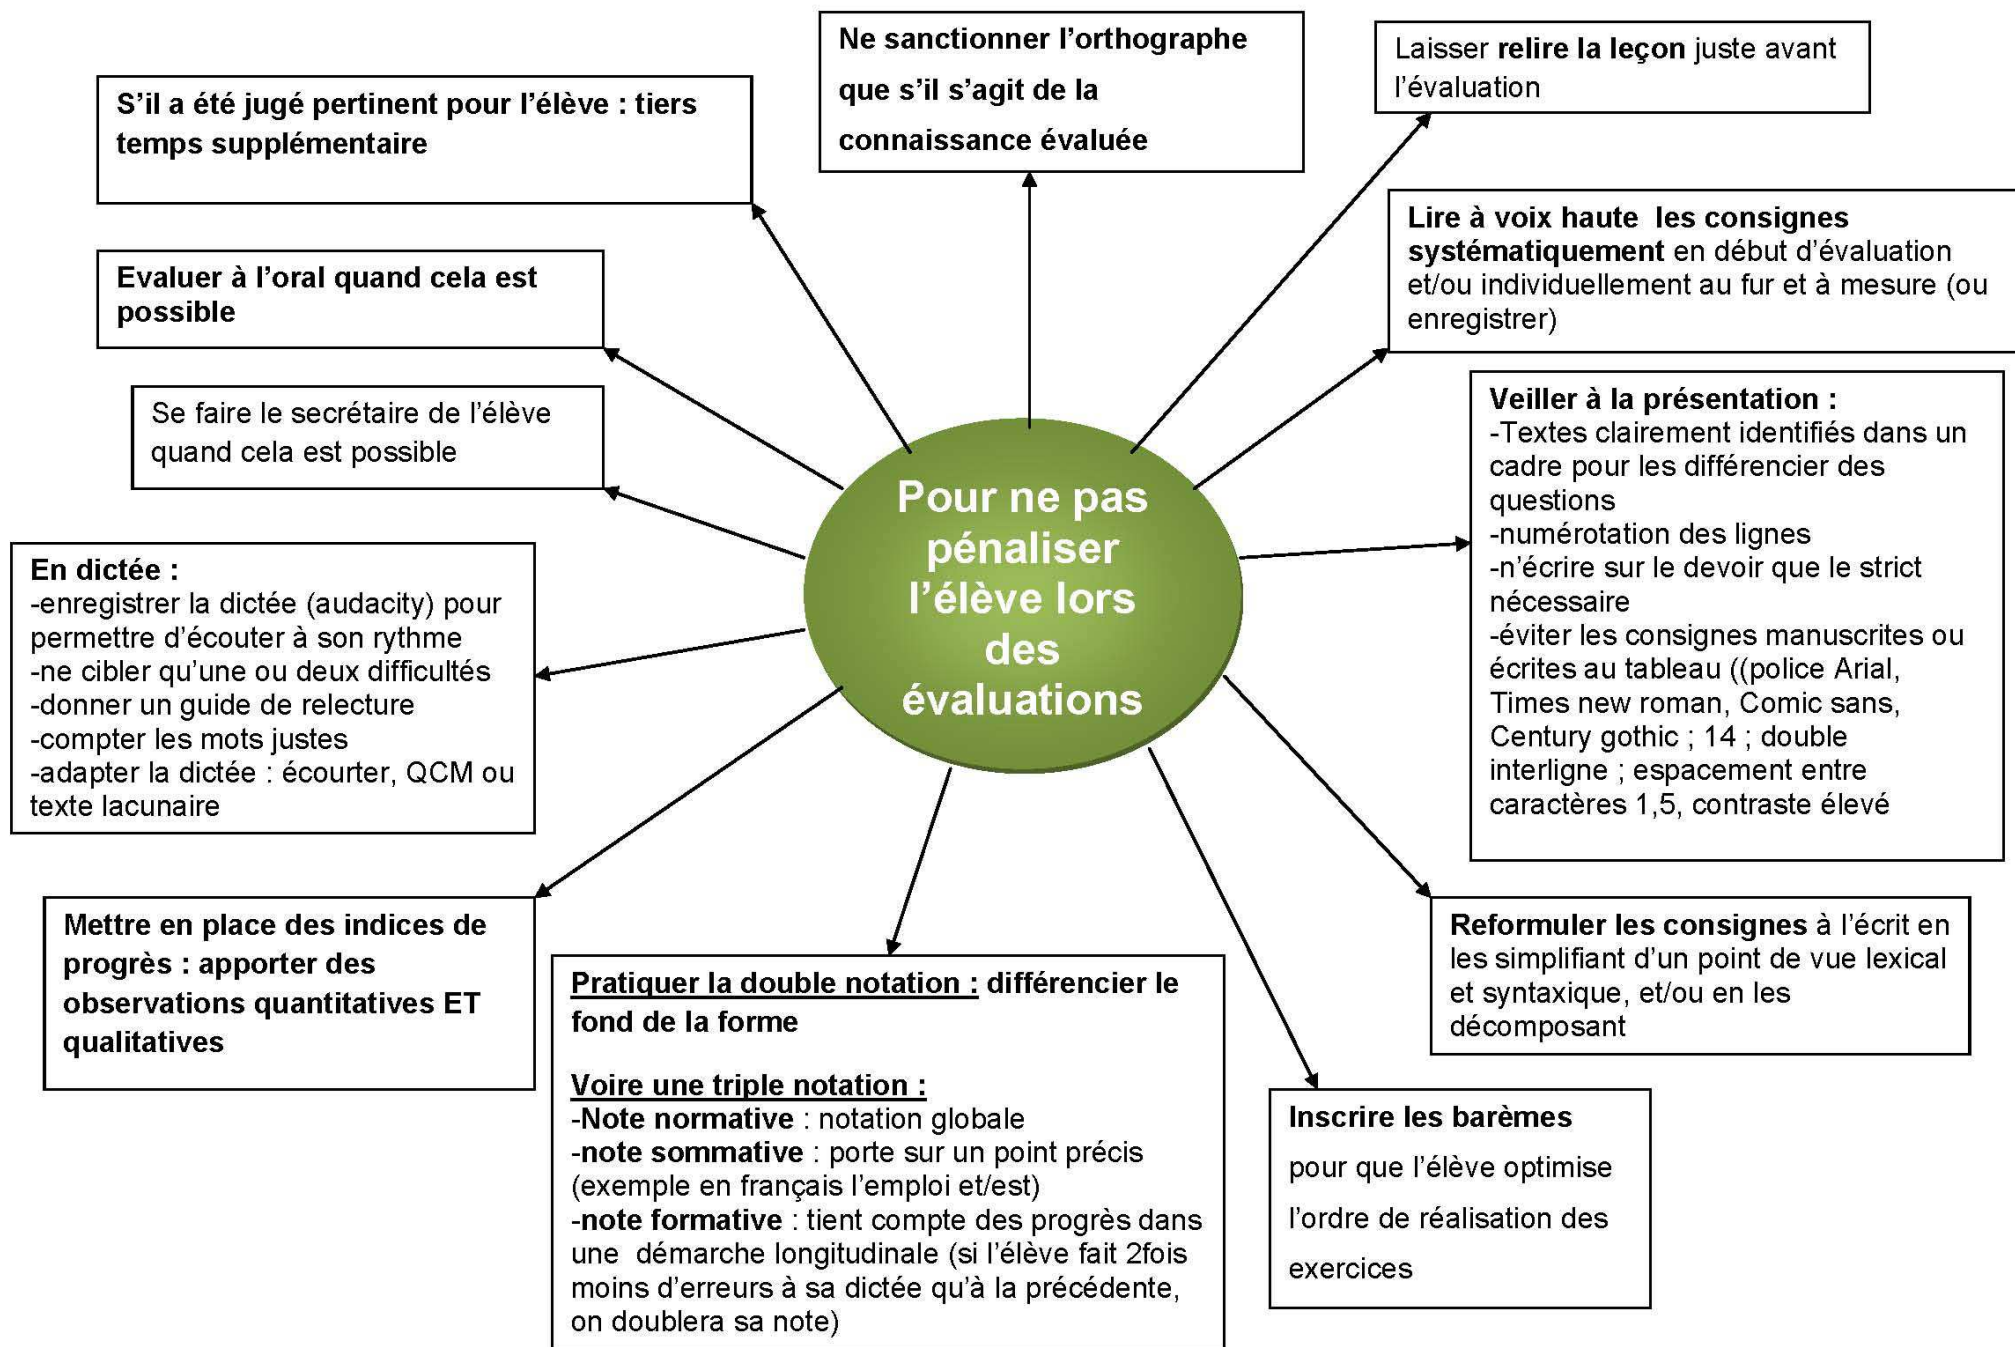 Ne sanctionner l’orthographe
que s’il s’agit de la
connaissance évaluée
Laisser relire la leçon juste avant
l’évaluation
S’il a été jugé pertinent pour l’élève : tiers
temps supplémentaire
Lire à voix haute  les consignes
systématiquement en début d’évaluation
et/ou individuellement au fur et à mesure (ou
enregistrer)
Evaluer à l’oral quand cela est
possible
Se faire le secrétaire de l’élève
quand cela est possible
Veiller à la présentation :
-Textes clairement identifiés dans un
cadre pour les différencier des
questions
-numérotation des lignes
-n’écrire sur le devoir que le strict
nécessaire
-éviter les consignes manuscrites ou
écrites au tableau ((police Arial,
Times new roman, Comic sans,
Century gothic ; 14 ; double
interligne ; espacement entre
caractères 1,5, contraste élevé
Pour ne pas
pénaliser
l’élève lors
des
évaluations
En dictée :
-enregistrer la dictée (audacity) pour
permettre d’écouter à son rythme
-ne cibler qu’une ou deux difficultés
-donner un guide de relecture
-compter les mots justes
-adapter la dictée : écourter, QCM ou
texte lacunaire
Mettre en place des indices de
progrès : apporter des
observations quantitatives ET
qualitatives
Pratiquer la double notation : différencier le
fond de la forme
Voire une triple notation :
-Note normative : notation globale
-note sommative : porte sur un point précis
(exemple en français l’emploi et/est)
-note formative : tient compte des progrès dans
une  démarche longitudinale (si l’élève fait 2fois
moins d’erreurs à sa dictée qu’à la précédente,
on doublera sa note)
Reformuler les consignes à l’écrit en
les simplifiant d’un point de vue lexical
et syntaxique, et/ou en les
décomposant
Inscrire les barèmes
pour que l’élève optimise
l’ordre de réalisation des
exercices